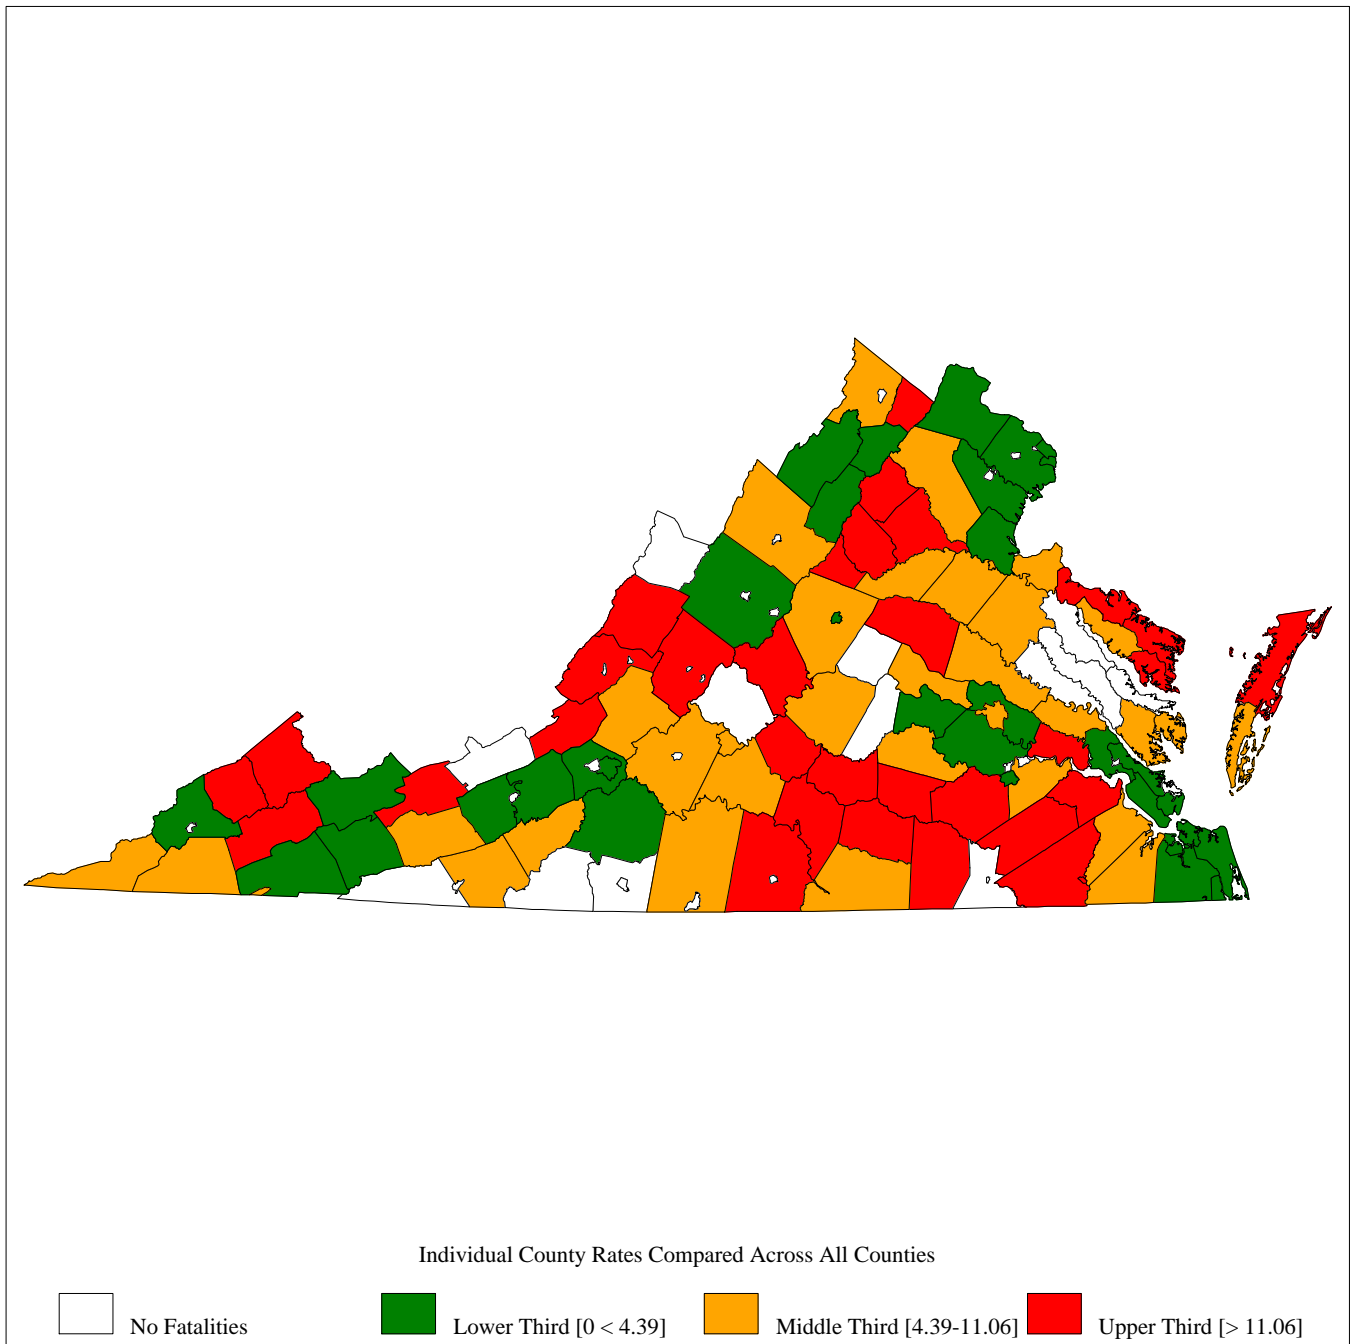 Individual County Rates Compared Across All Counties
No Fatalities Lower Third [0 < 4.39] Middle Third [4.39-11.06] Upper Third [> 11.06]